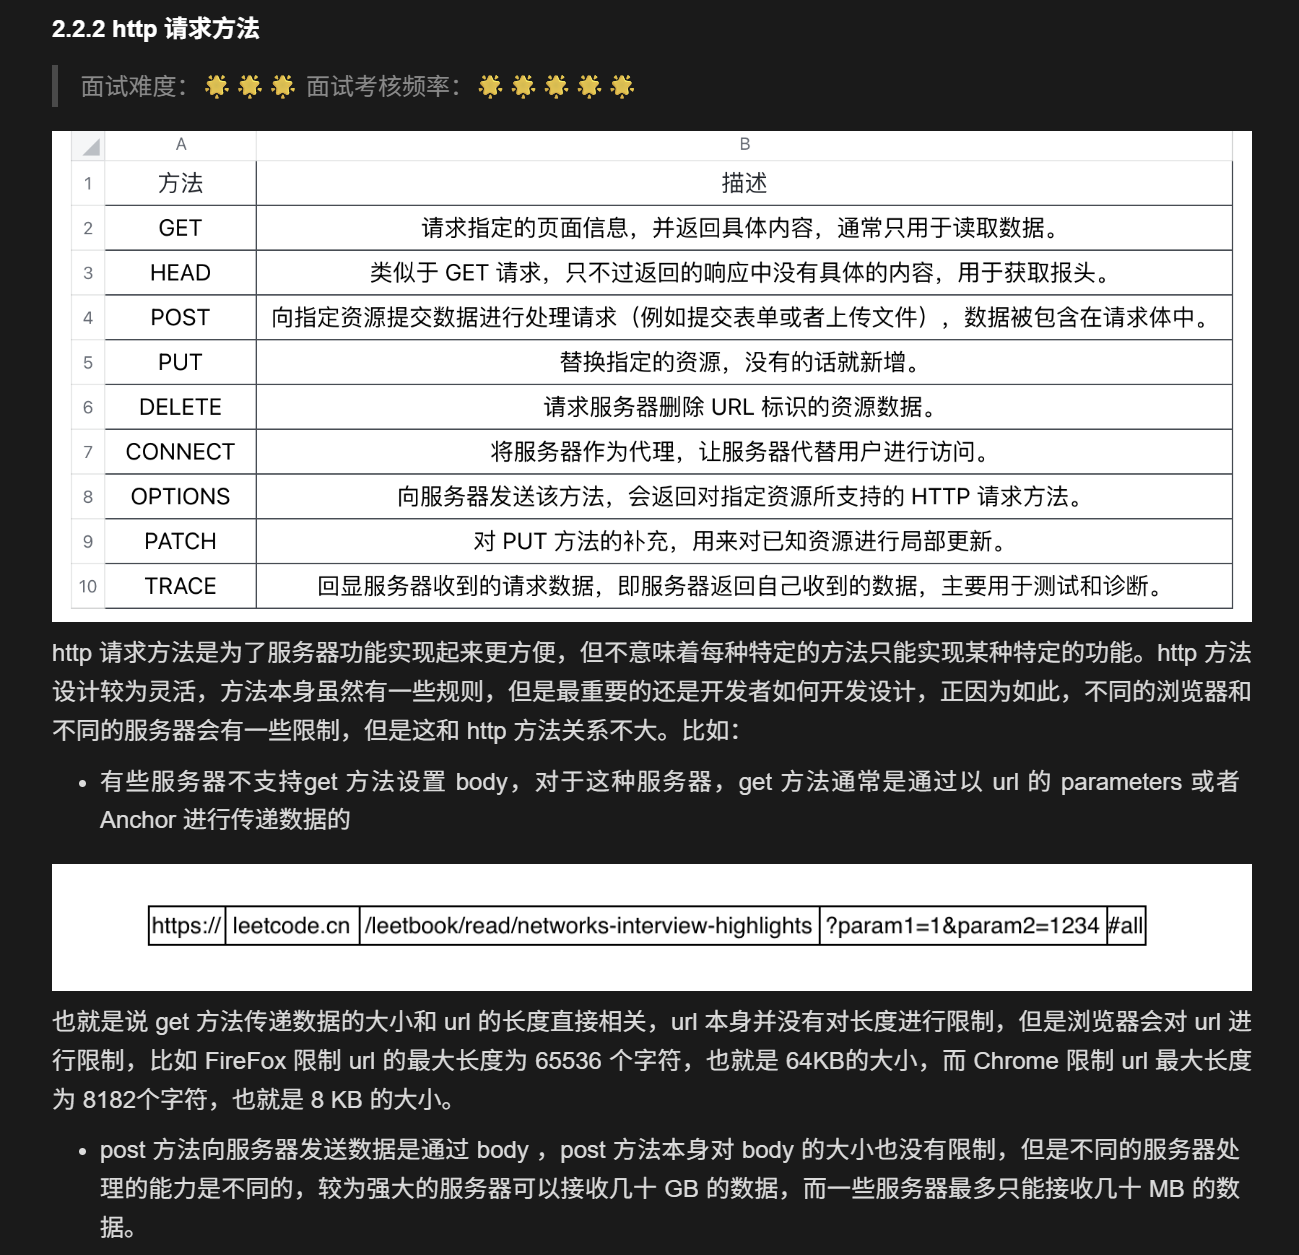 2.2.2 http 请求方法
面试难度：🌟 🌟 🌟 面试考核频率：🌟 🌟 🌟 🌟 🌟
A B
1 方法 描述
2 GET 请求指定的页面信息，并返回具体内容，通常只用于读取数据。
3 HEAD 类似于 GET 请求，只不过返回的响应中没有具体的内容，用于获取报头。
4 POST 向指定资源提交数据进行处理请求（例如提交表单或者上传文件），数据被包含在请求体中。
5 PUT 替换指定的资源，没有的话就新增。
6 DELETE 请求服务器删除 URL 标识的资源数据。
7 CONNECT 将服务器作为代理，让服务器代替用户进行访问。
8 OPTIONS 向服务器发送该方法，会返回对指定资源所支持的 HTTP 请求方法。
9 PATCH 对 PUT 方法的补充，用来对已知资源进行局部更新。
10 TRACE 回显服务器收到的请求数据，即服务器返回自己收到的数据，主要用于测试和诊断。
http 请求方法是为了服务器功能实现起来更方便，但不意味着每种特定的方法只能实现某种特定的功能。http 方法
设计较为灵活，方法本身虽然有一些规则，但是最重要的还是开发者如何开发设计，正因为如此，不同的浏览器和
不同的服务器会有一些限制，但是这和 http 方法关系不大。比如：
• 有些服务器不支持get 方法设置 body，对于这种服务器，get 方法通常是通过以 url 的 parameters 或者
Anchor 进行传递数据的
https:// leetcode.cn /leetbook/read/networks-interview-highlights ?param1=1&param2=1234 #all
也就是说 get 方法传递数据的大小和 url 的长度直接相关，url 本身并没有对长度进行限制，但是浏览器会对 url 进
行限制，比如 FireFox 限制 url 的最大长度为 65536 个字符，也就是 64KB的大小，而 Chrome 限制 url 最大长度
为 8182个字符，也就是 8 KB 的大小。
• post 方法向服务器发送数据是通过 body ，post 方法本身对 body 的大小也没有限制，但是不同的服务器处
理的能力是不同的，较为强大的服务器可以接收几十 GB 的数据，而一些服务器最多只能接收几十 MB 的数
据。